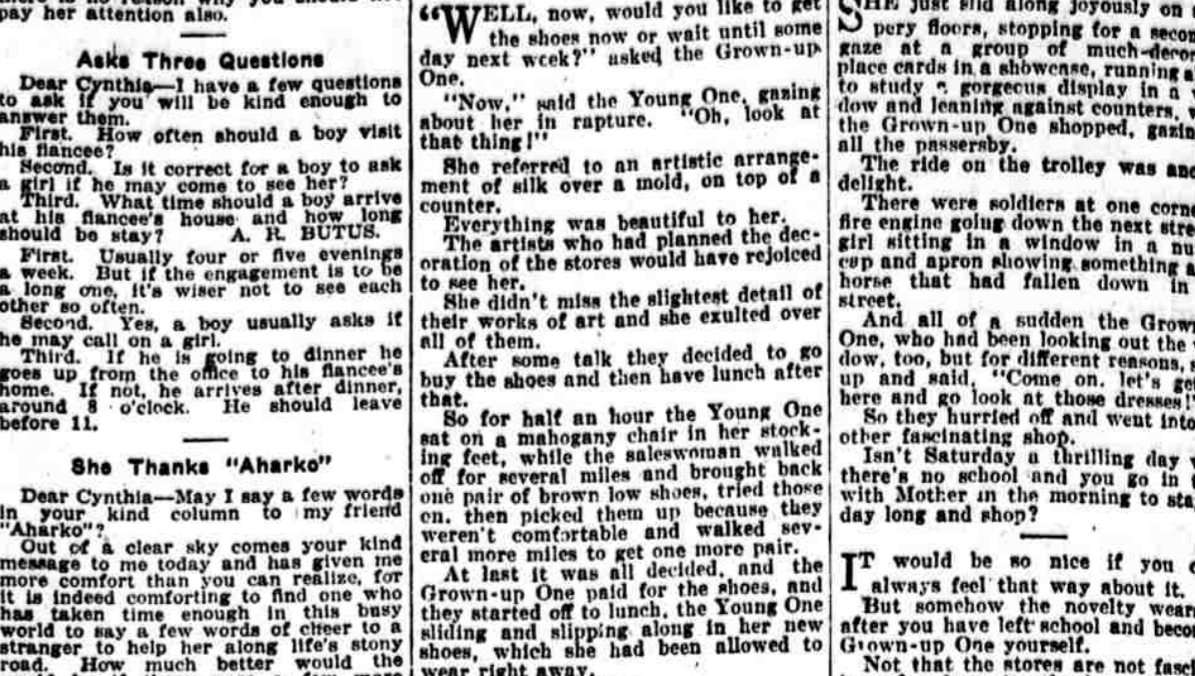 pay her attention also.
Asks Three Questions
Dear Cynthia—I have a few questions
to ask if you will be kind enough to
answer them.
First. How often should a boy visit
his fiancee?
Second. Is it correct for a boy to ask
a girl if he may come to see her?
Third. What time should a boy arrive
at his fiancee's house and how long
should be stay? A. R. BUTUS.
First. Usually four or five evenings
a week. But if the engagement is to be
a long one, it's wiser not to see each
other so often.
Second. Yes, a boy usually asks if
he may call on a girl.
Third. If he is going to dinner he
goes up from the office to his fiancee's
home. If not, he arrives after dinner,
around 8 o'clock. He should leave
before 11.
She Thanks "Aharko"
Dear Cynthia—May I say a few words
in your kind column to my friend
"Aharko"?
Out of a clear sky comes your kind
message to me today and has given me
more comfort than you can realize, for
it is indeed comforting to find one who
has taken time enough in this busy
world to say a few words of cheer to a
stranger to help her along life's stony
road. How much better would the
"WELL, now, would you like to get
the shoes now or wait until some
day next week?" asked the Grown-up
One.
"Now," said the Young One, gazing
about her in rapture. "Oh, look at
that thing!"
She referred to an artistic arrange-
ment of silk over a mold, on top of a
counter.
Everything was beautiful to her.
The artists who had planned the dec-
oration of the stores would have rejoiced
to see her.
She didn't miss the slightest detail of
their works of art and she exulted over
all of them.
After some talk they decided to go
buy the shoes and then have lunch after
that.
So for half an hour the Young One
sat on a mahogany chair in her stock-
ing feet, while the saleswoman walked
off for several miles and brought back
one pair of brown low shoes, tried those
on, then picked them up because they
weren't comfortable and walked sev-
eral more miles to get one more pair.
At last it was all decided, and the
Grown-up One paid for the shoes, and
they started off to lunch, the Young One
sliding and slipping along in her new
shoes, which she had been allowed to
wear right away.
SHE just slid along joyously on
pery floors, stopping for a secon
gaze at a group of much-decor
place cards in a showcase, running a
to study a gorgeous display in a
dow and leaning against counters,
the Grown-up One shopped, gazin
all the passersby.
The ride on the trolley was ano
delight.
There were soldiers at one corne
fire engine going down the next stre
girl sitting in a window in a nu
cap and apron showing something a
horse that had fallen down in
street.
And all of a sudden the Grown
One, who had been looking out the
dow, too, but for different reasons,
up and said, "Come on, let's get
here and go look at those dresses!"
So they hurried off and went into
other fascinating shop.
Isn't Saturday a thrilling day
there's no school and you go in
with Mother in the morning to sta
day long and shop?
IT would be so nice if you
always feel that way about it.
But somehow the novelty wear
after you have left school and beco
Grown-up One yourself.
Not that the stores are not fasci